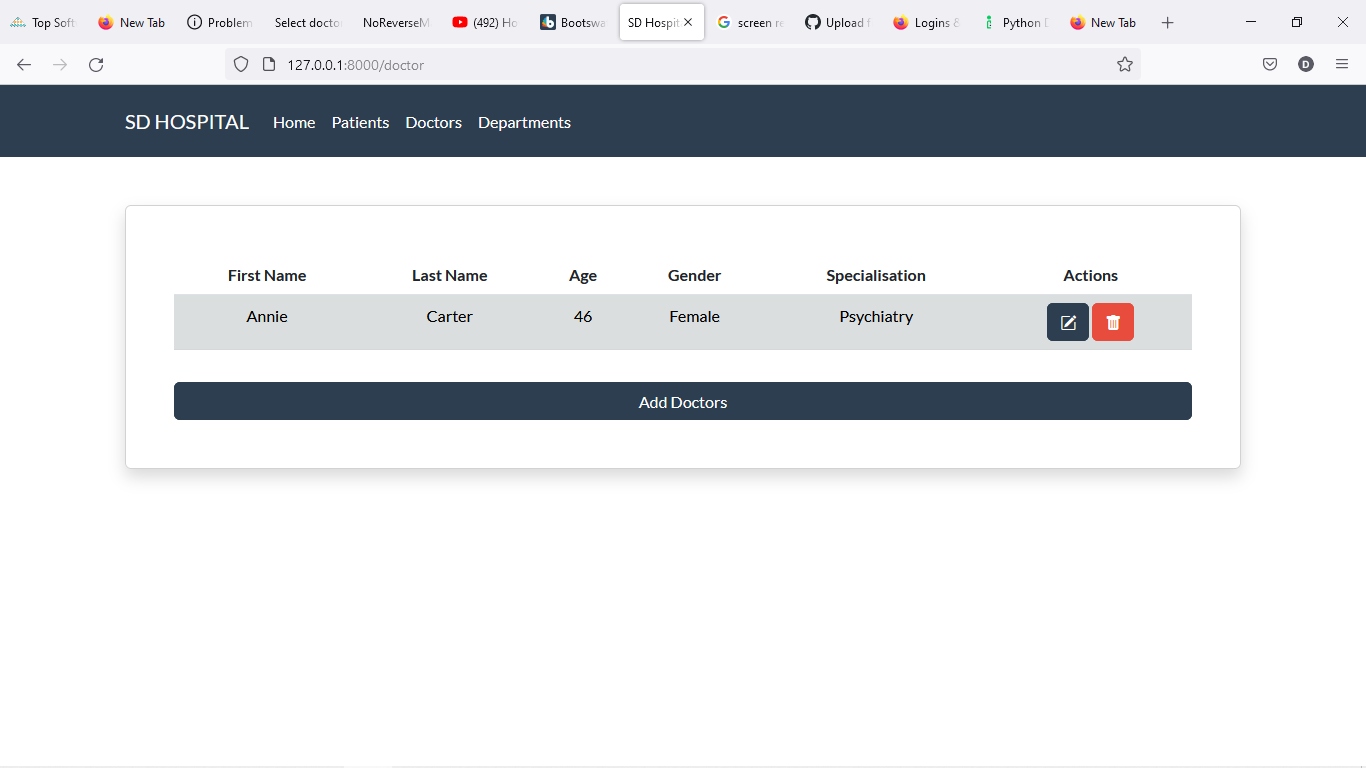 Top Soft New Tab Problem Select docto NoReverseM (492) Ho Bootswa SD Hospit screen re Upload f Logins & Python New Tab
127.0.0.1:8000/doctor D
SD HOSPITAL Home Patients Doctors Departments
First Name Last Name Age Gender Specialisation Actions
Annie Carter 46 Female Psychiatry
Add Doctors